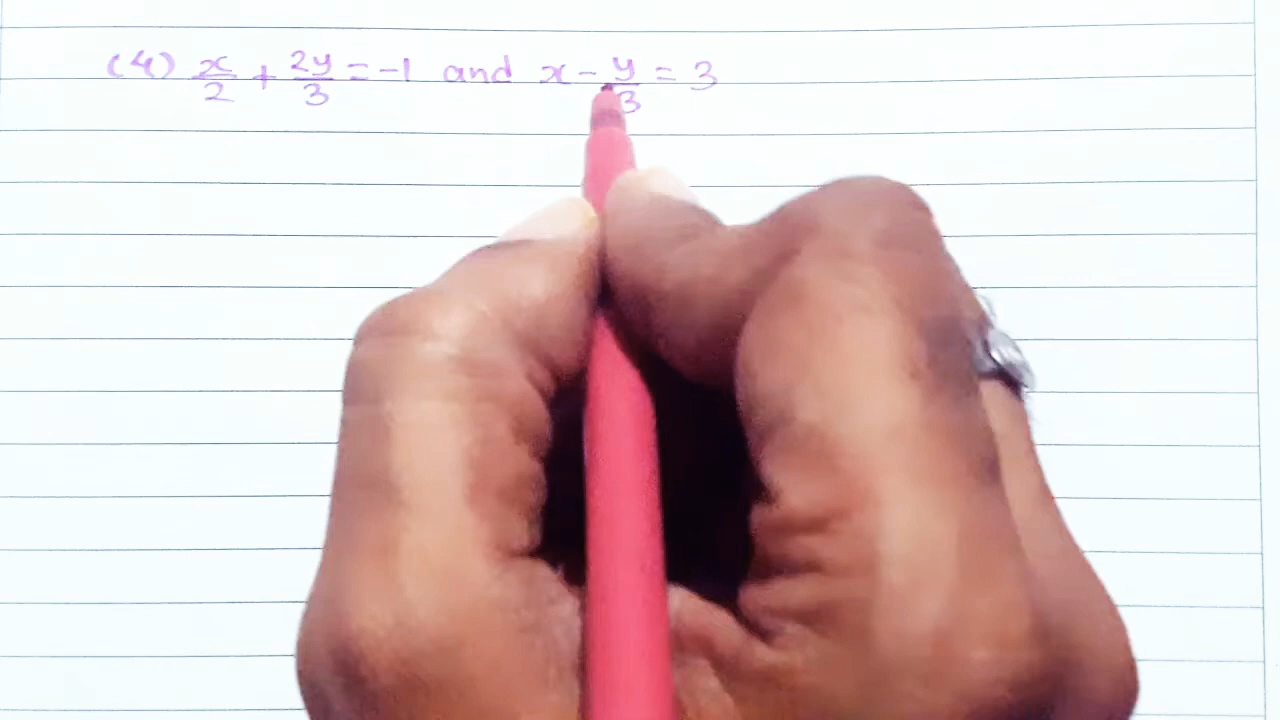 (4) x/2 + 2y/3 = -1 and x - y/3 = 3